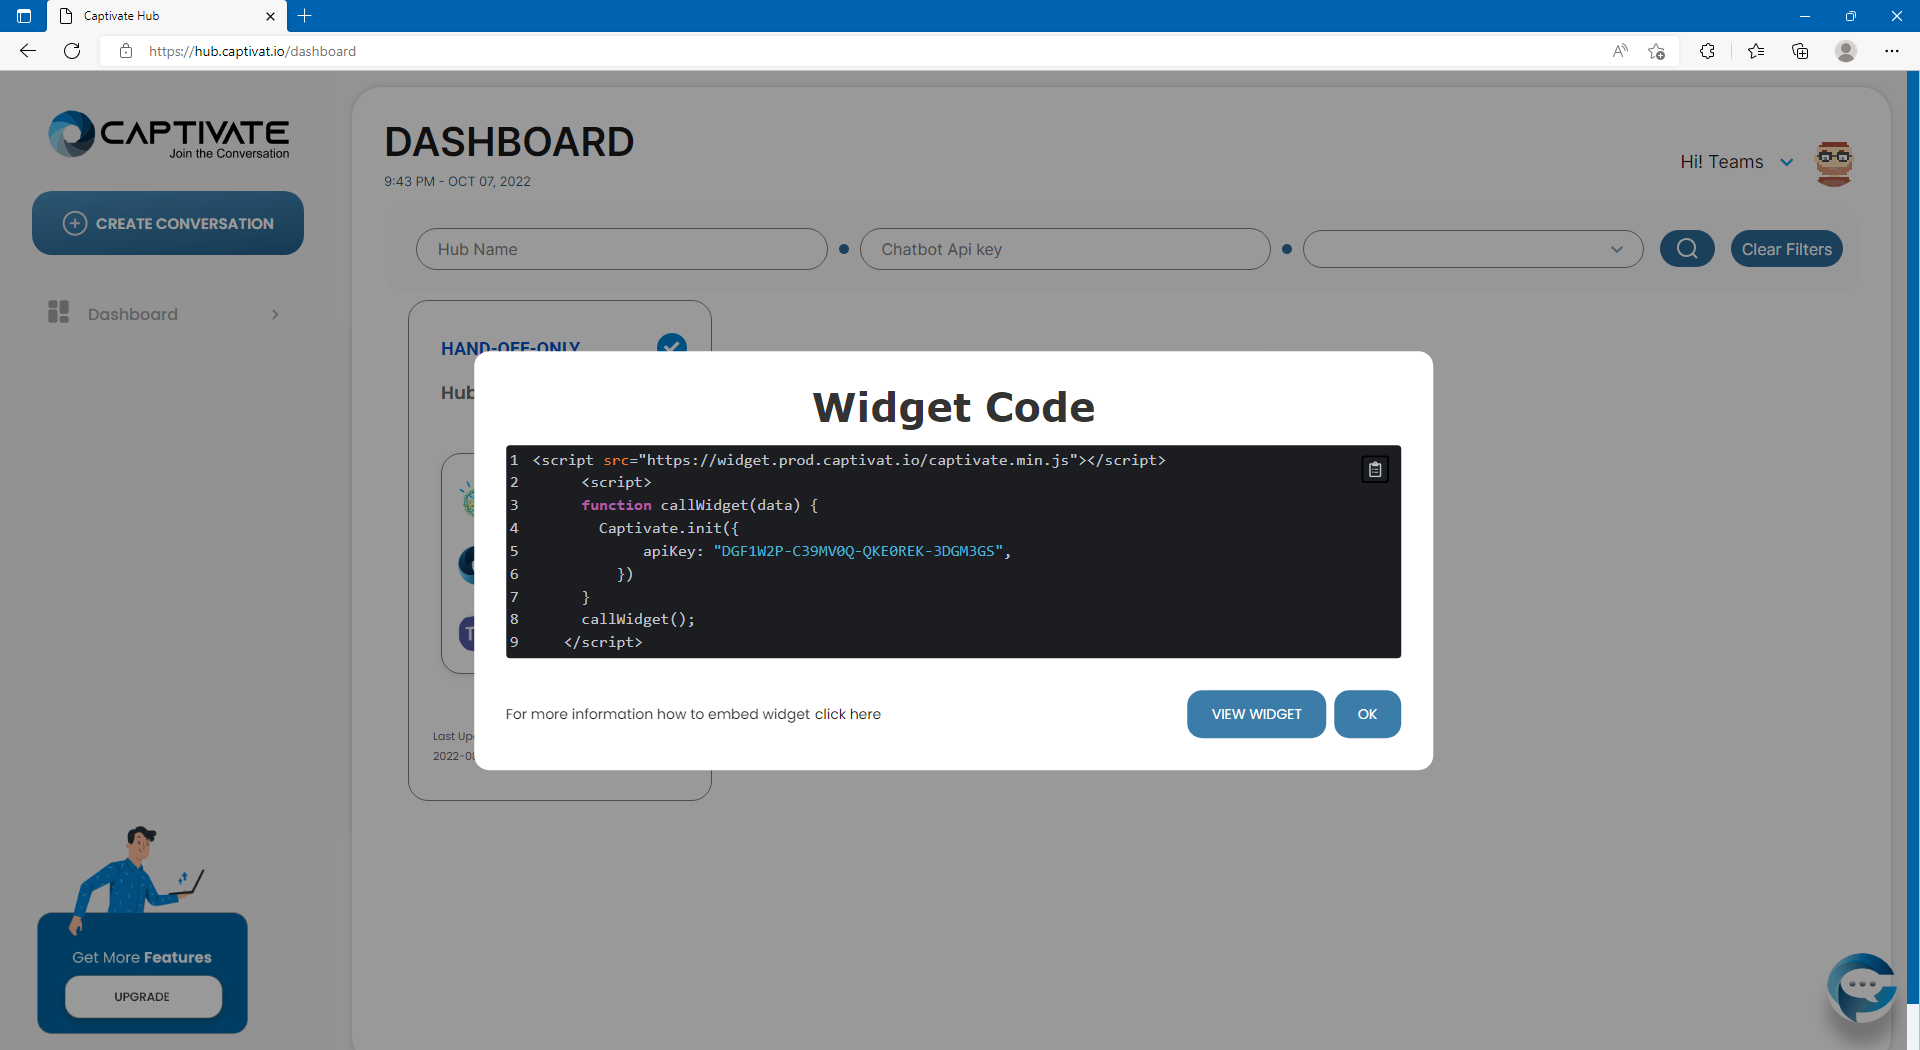 Captivate Hub
https://hub.captivat.io/dashboard
CAPTIVATE
Join the Conversation
CREATE CONVERSATION
Dashboard
DASHBOARD
9:43 PM - OCT 07, 2022
Hi! Teams
Hub Name
Chatbot Api key
Clear Filters
HAND-OFF-ONLY
Hub
Widget Code
1 <script src="https://widget.prod.captivat.io/captivate.min.js"></script>
2 <script>
3 function callWidget(data) {
4 Captivate.init({
5 apiKey: "DGF1W2P-C39MV0Q-QKE0REK-3DGM3GS",
6 })
7 }
8 callWidget();
9 </script>
For more information how to embed widget click here
VIEW WIDGET
OK
Last
Get More Features
UPGRADE